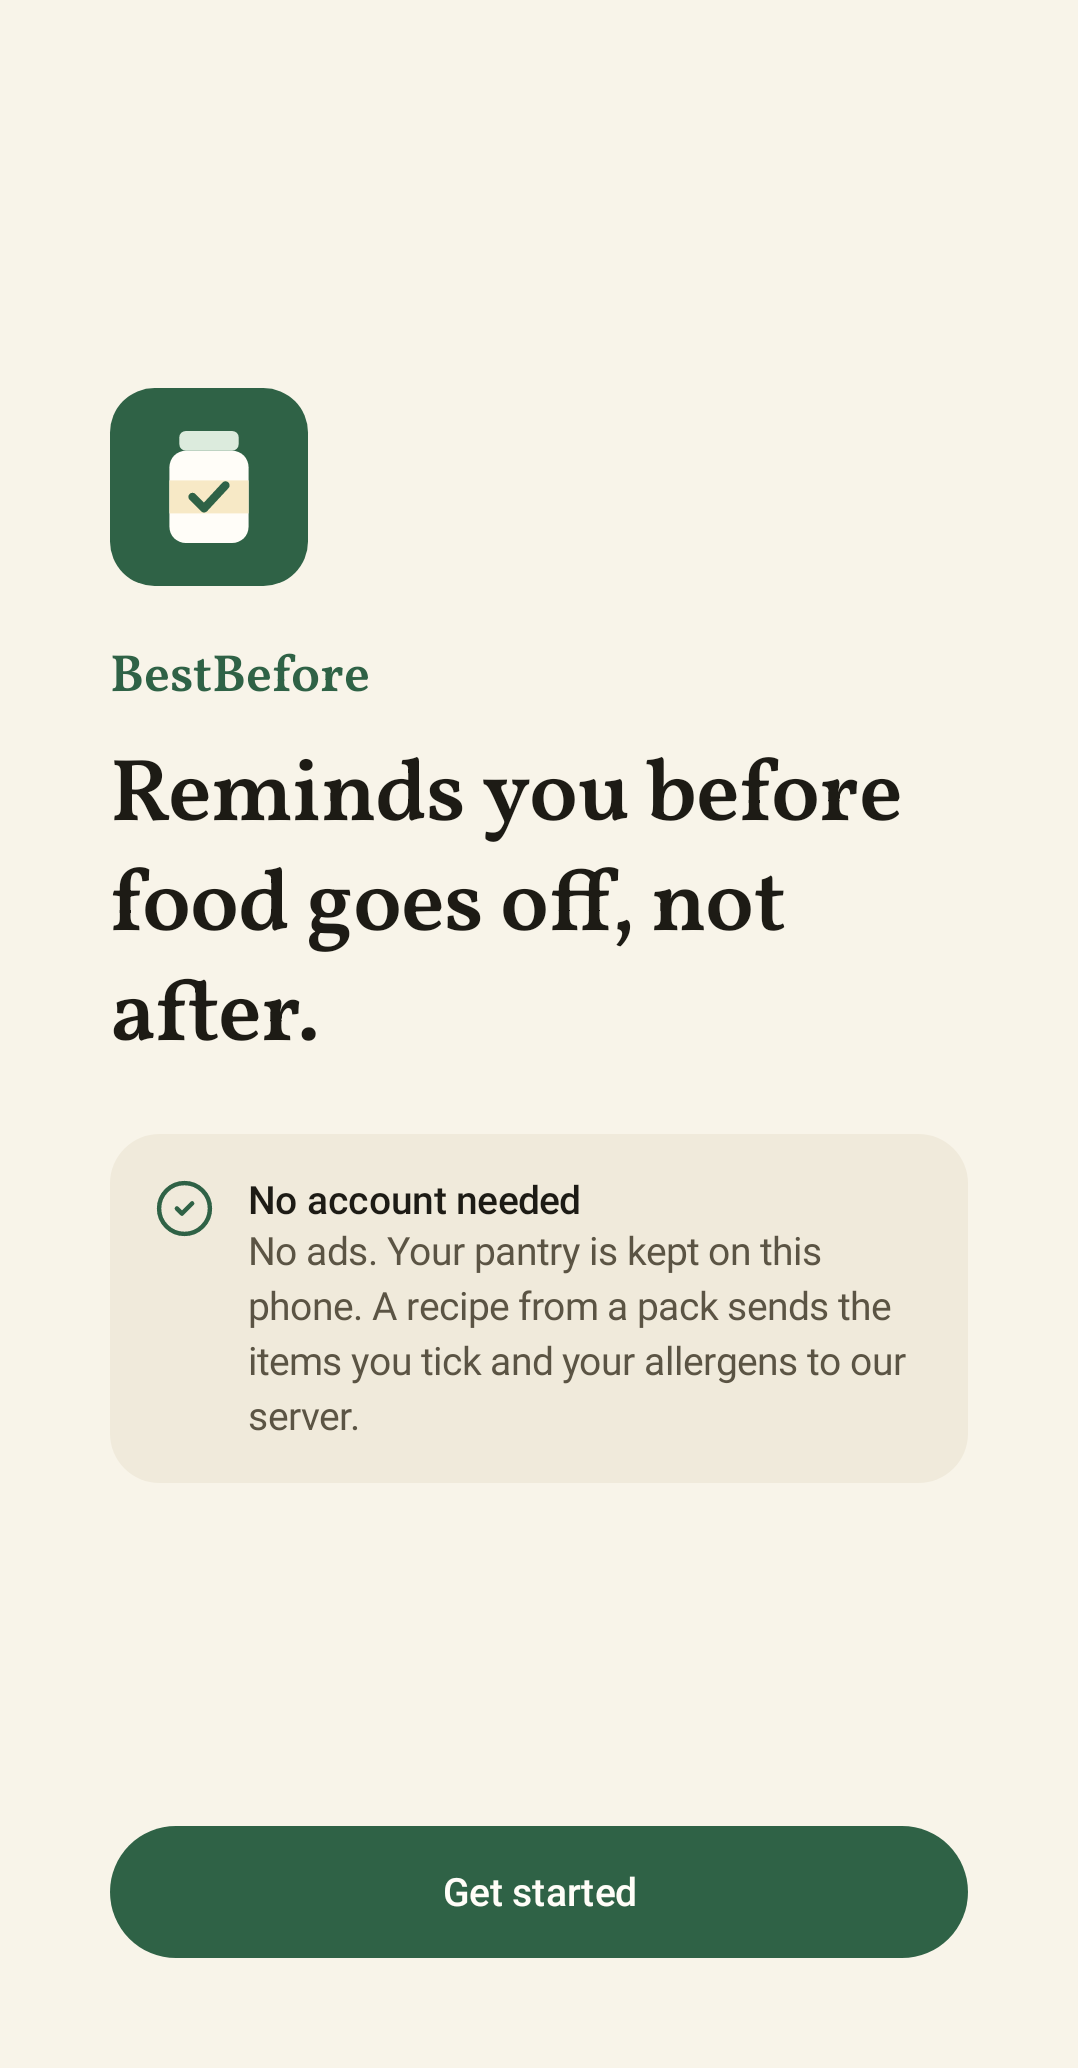 BestBefore
Reminds you before
food goes off, not
after.
No account needed
No ads. Your pantry is kept on this
phone. A recipe from a pack sends the
items you tick and your allergens to our
server.
Get started